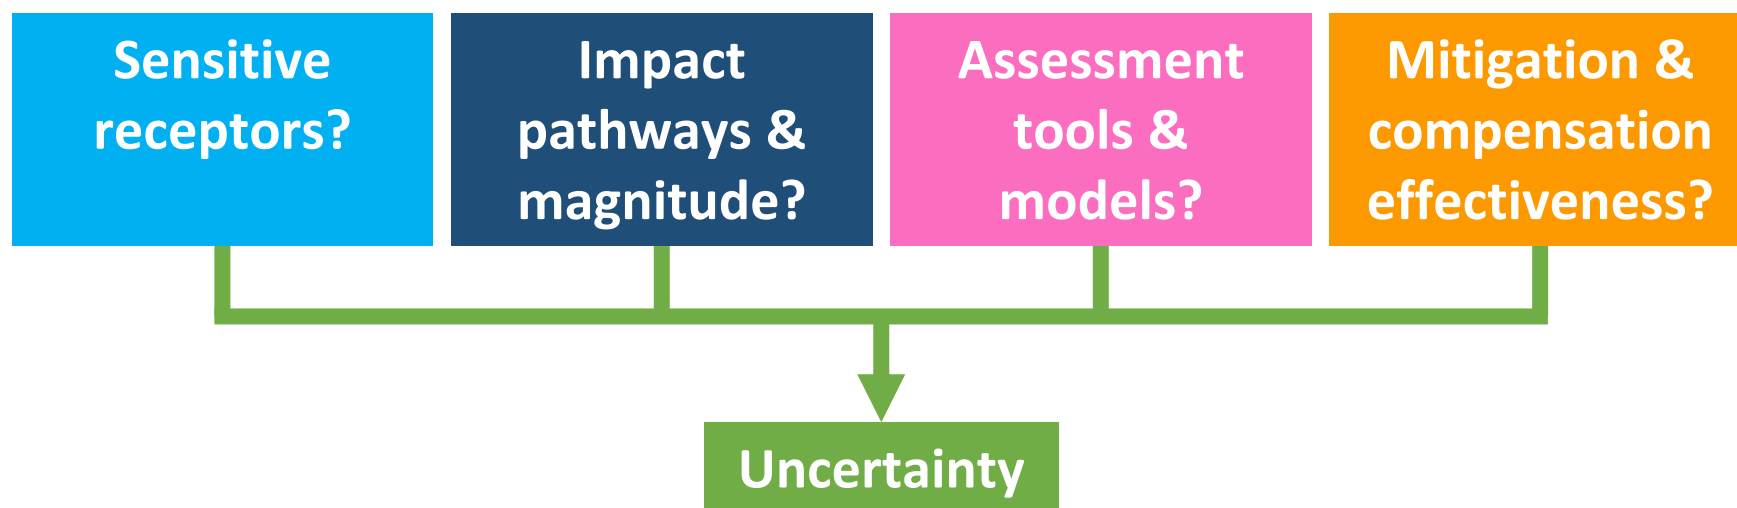 Sensitive
receptors?
Impact
pathways &
magnitude?
Assessment
tools &
models?
Mitigation &
compensation
effectiveness?
Uncertainty